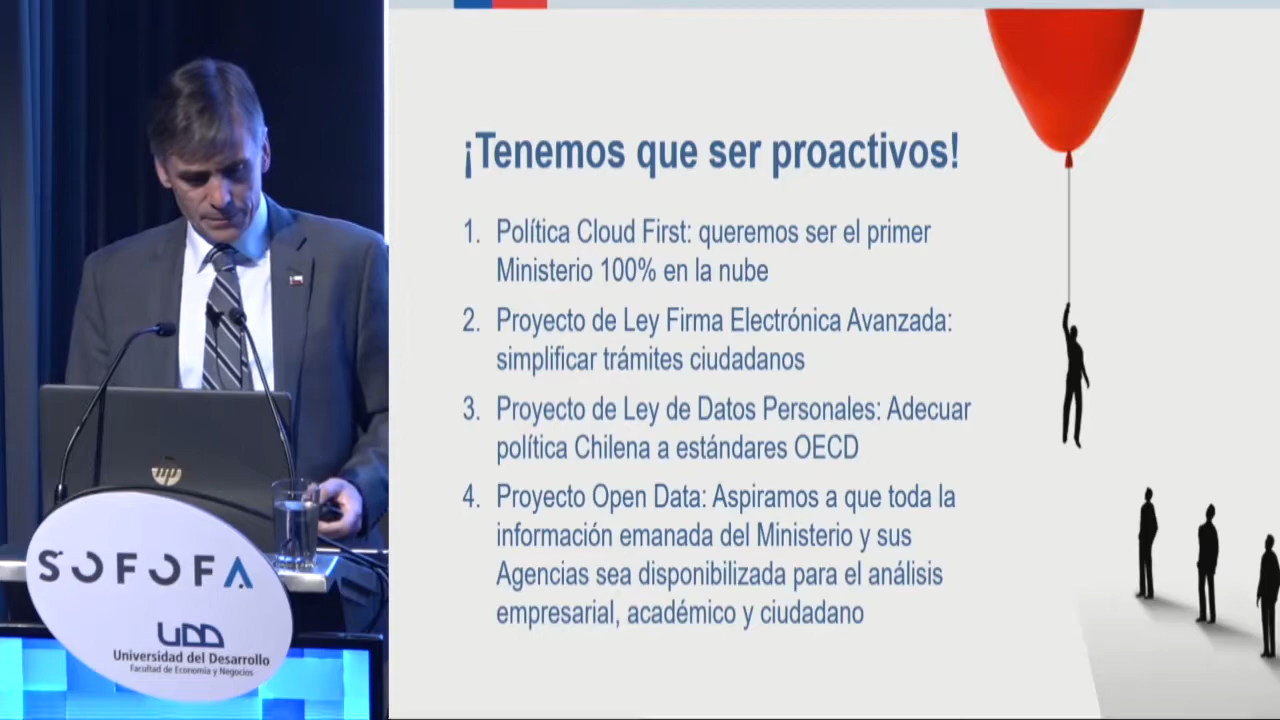 ¡Tenemos que ser proactivos!
1. Política Cloud First: queremos ser el primer
Ministerio 100% en la nube
2. Proyecto de Ley Firma Electrónica Avanzada:
simplificar trámites ciudadanos
3. Proyecto de Ley de Datos Personales: Adecuar
política Chilena a estándares OECD
4. Proyecto Open Data: Aspiramos a que toda la
información emanada del Ministerio y sus
Agencias sea disponibilizada para el análisis
empresarial, académico y ciudadano
hp
SOFOFA
UDD
Universidad del Desarrollo
Facultad de Economía y Negocios